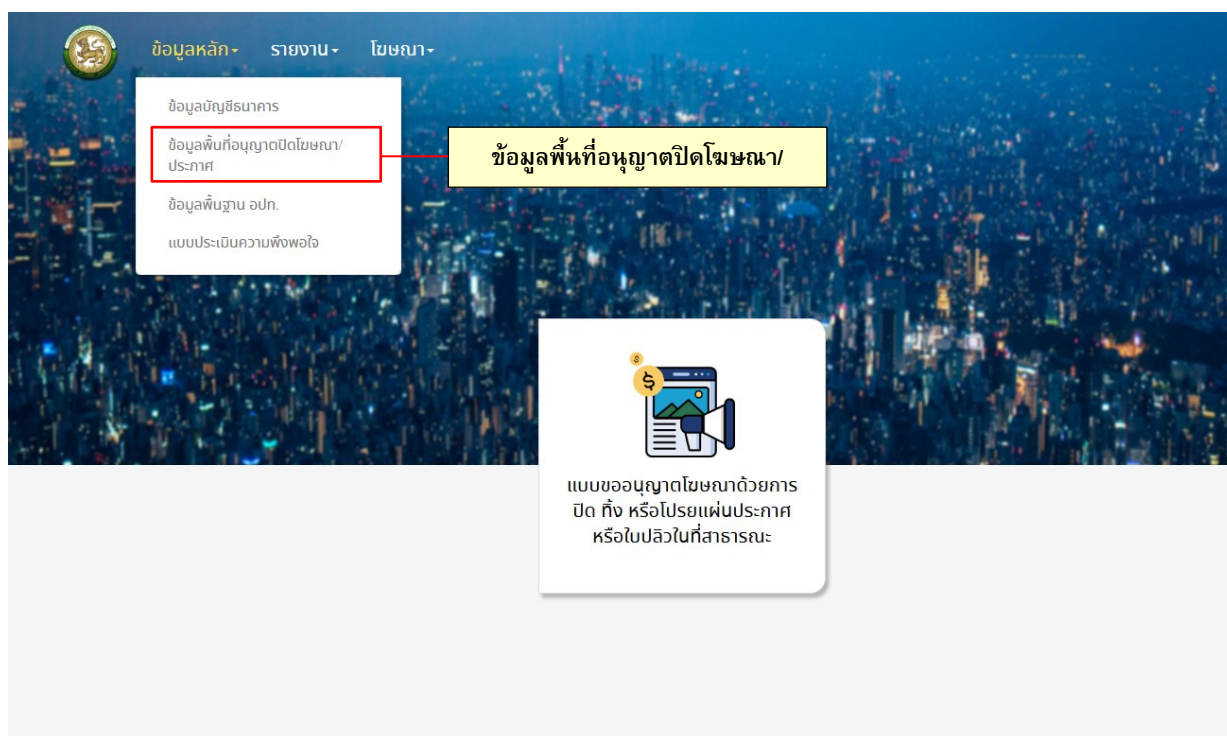 ข้อมูลหลัก รายงาน โฆษณา
ข้อมูลบัญชีธนาคาร
ข้อมูลพื้นที่อนุญาตปิดโฆษณา/
ประกาศ
ข้อมูลพื้นที่อนุญาตปิดโฆษณา/
ข้อมูลพื้นฐาน อปท.
แบบประเมินความพึงพอใจ
$
$
แบบขออนุญาตโฆษณาด้วยการ
ปิด ทิ้ง หรือโปรยแผ่นประกาศ
หรือใบปลิวในที่สาธารณะ